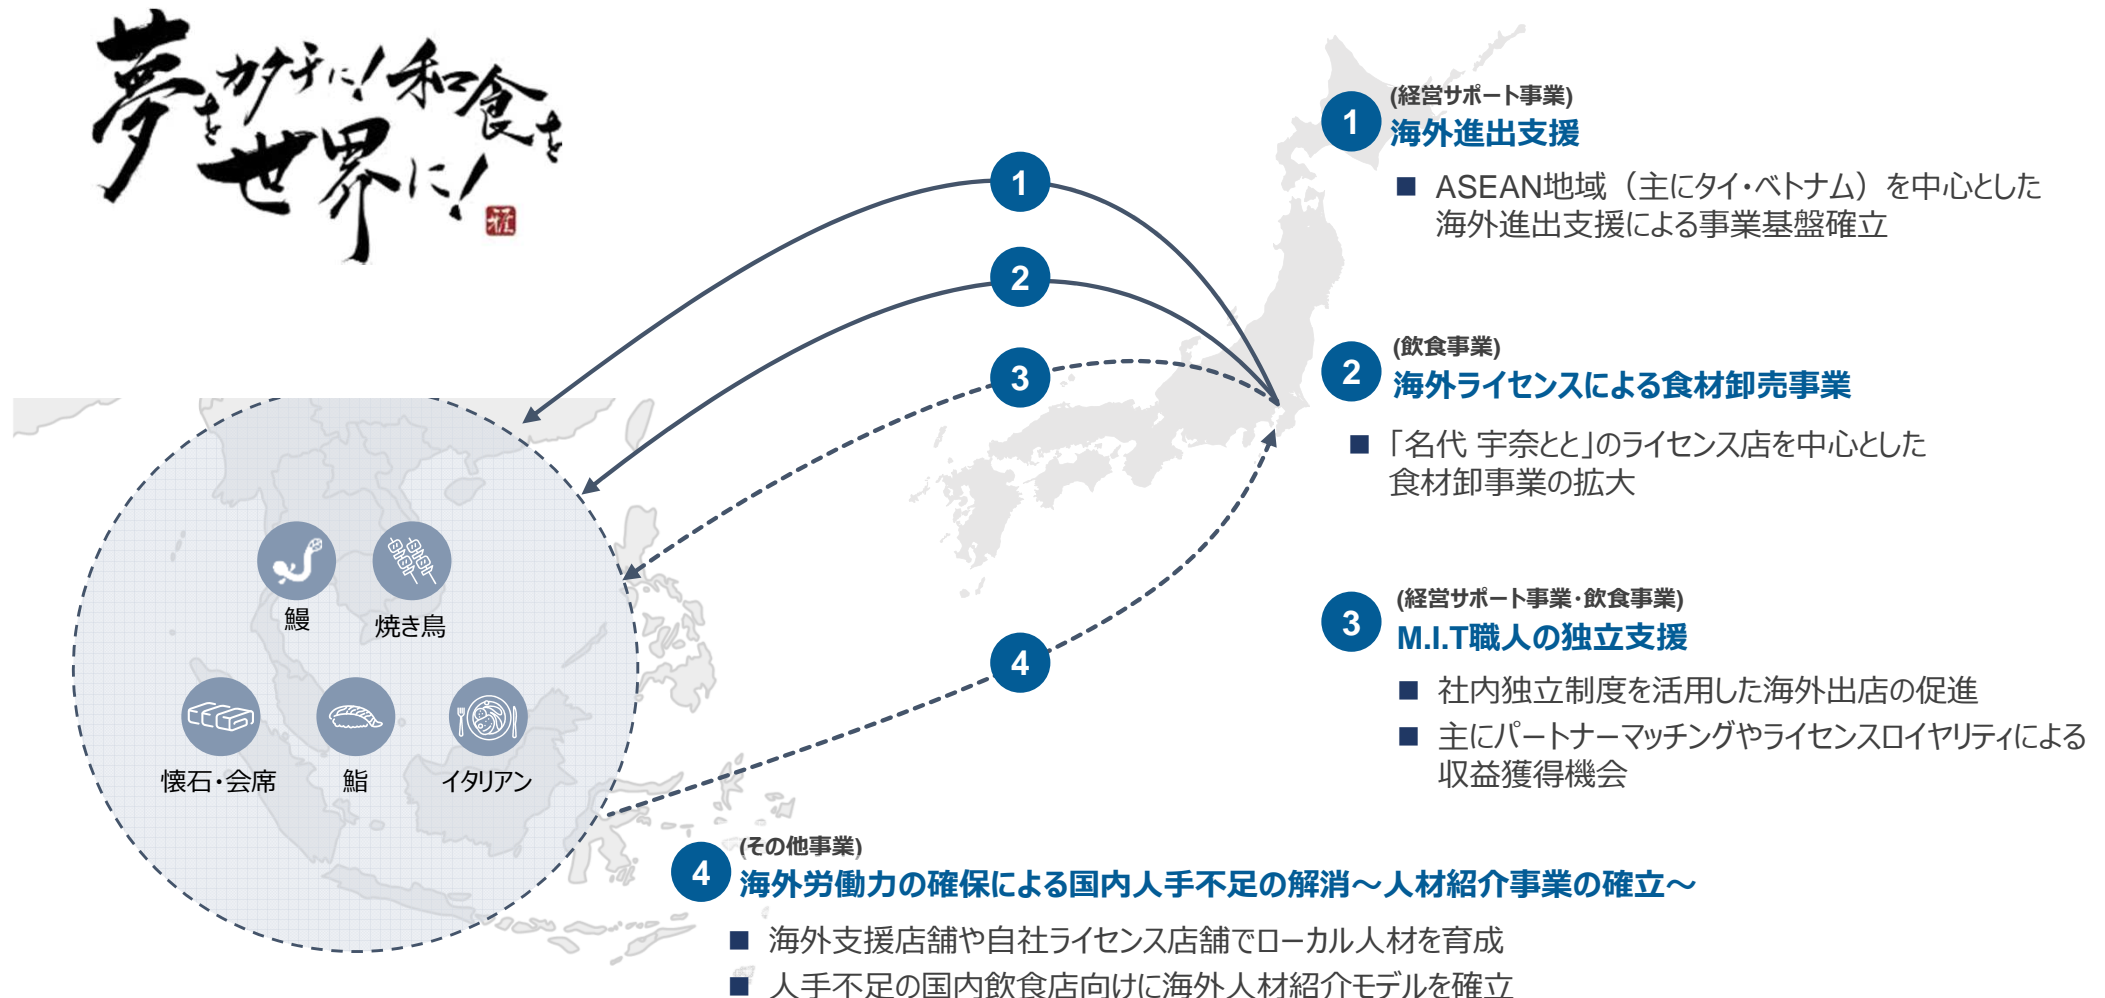 夢をカタチに!和食を
世界に!
雅
(経営サポート事業)
1 海外進出支援
■ ASEAN地域（主にタイ・ベトナム）を中心とした
海外進出支援による事業基盤確立
1
2
3
4
(飲食事業)
2 海外ライセンスによる食材卸売事業
■ 「名代 宇奈とと」のライセンス店を中心とした
食材卸事業の拡大
(経営サポート事業・飲食事業)
3 M.I.T職人の独立支援
■ 社内独立制度を活用した海外出店の促進
■ 主にパートナーマッチングやライセンスロイヤリティによる
収益獲得機会
鰻
焼き鳥
懐石・会席
鮨
イタリアン
(その他事業)
4 海外労働力の確保による国内人手不足の解消～人材紹介事業の確立～
■ 海外支援店舗や自社ライセンス店舗でローカル人材を育成
■ 人手不足の国内飲食店向けに海外人材紹介モデルを確立